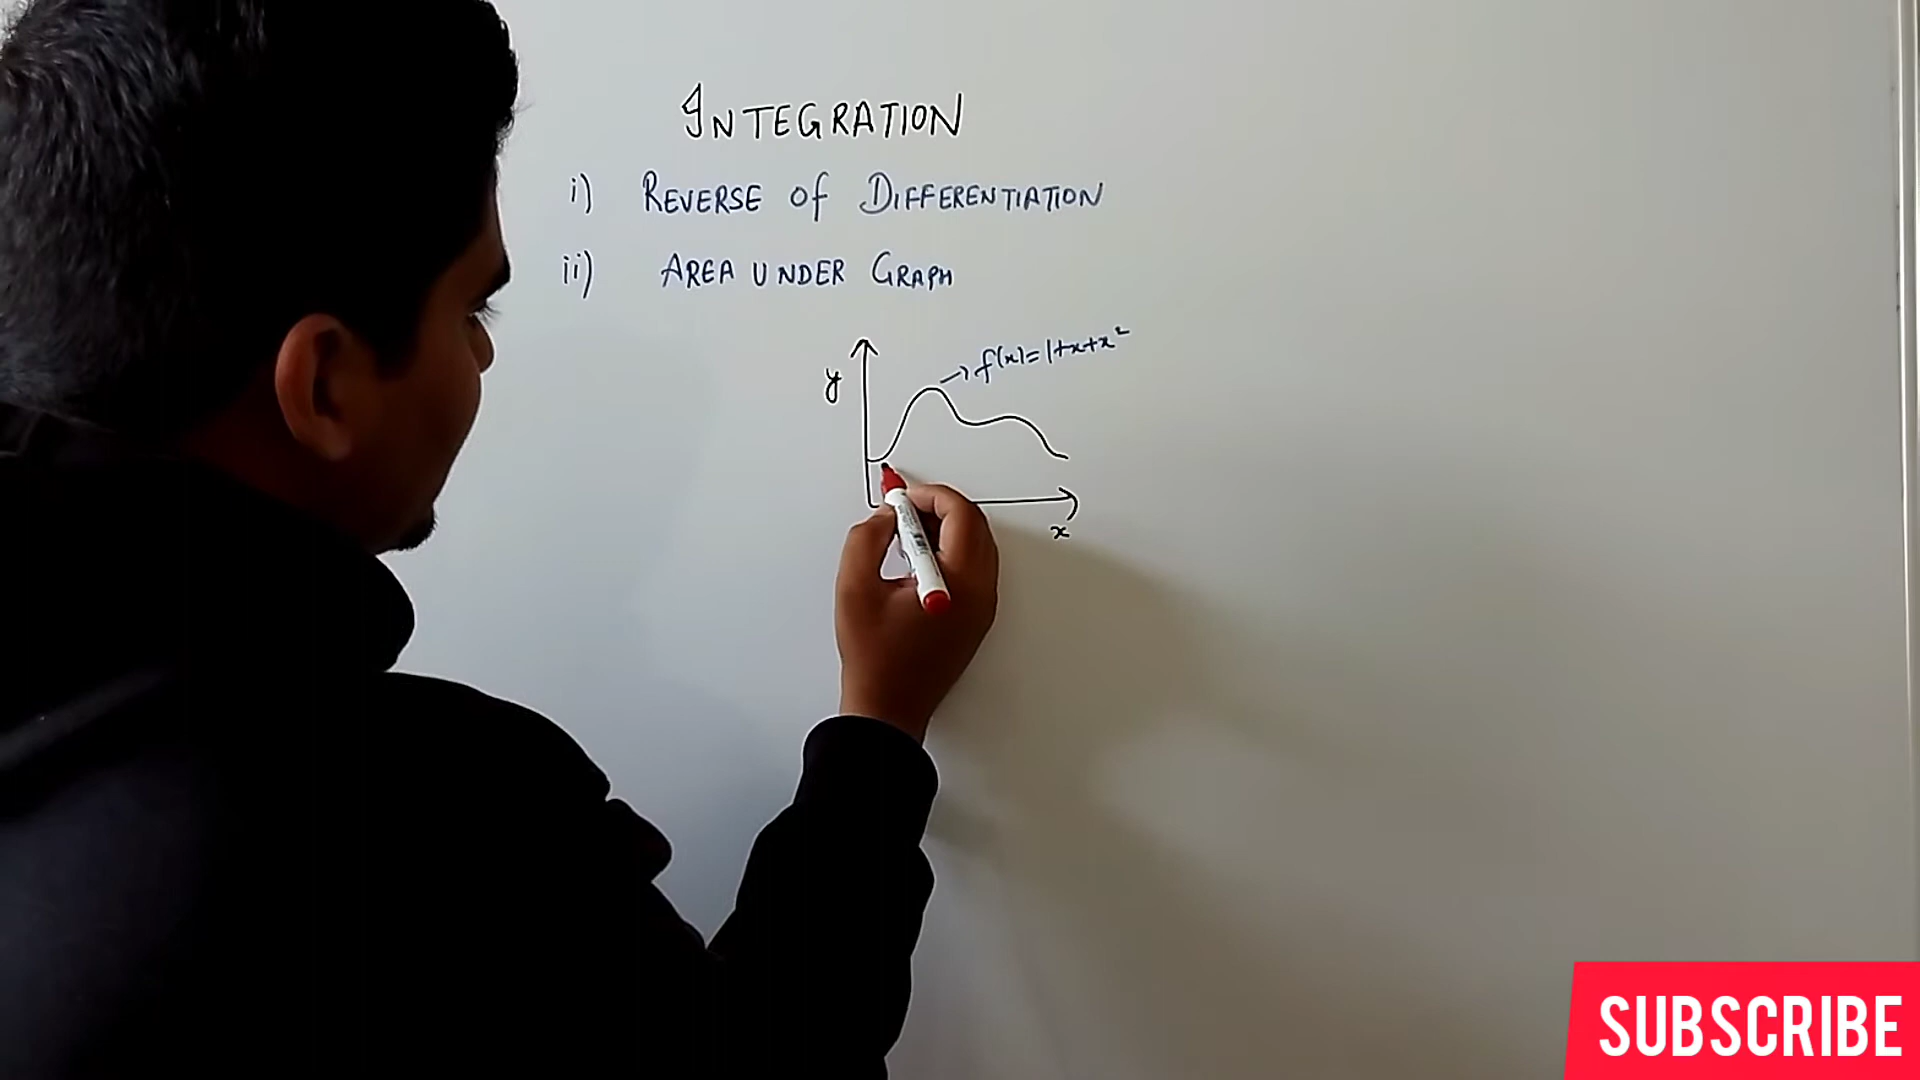 INTEGRATION
i) REVERSE Of DIFFERENTIATION
ii) AREA UNDER GRAPH
f(x)=1+x+x²
y
x
SUBSCRIBE